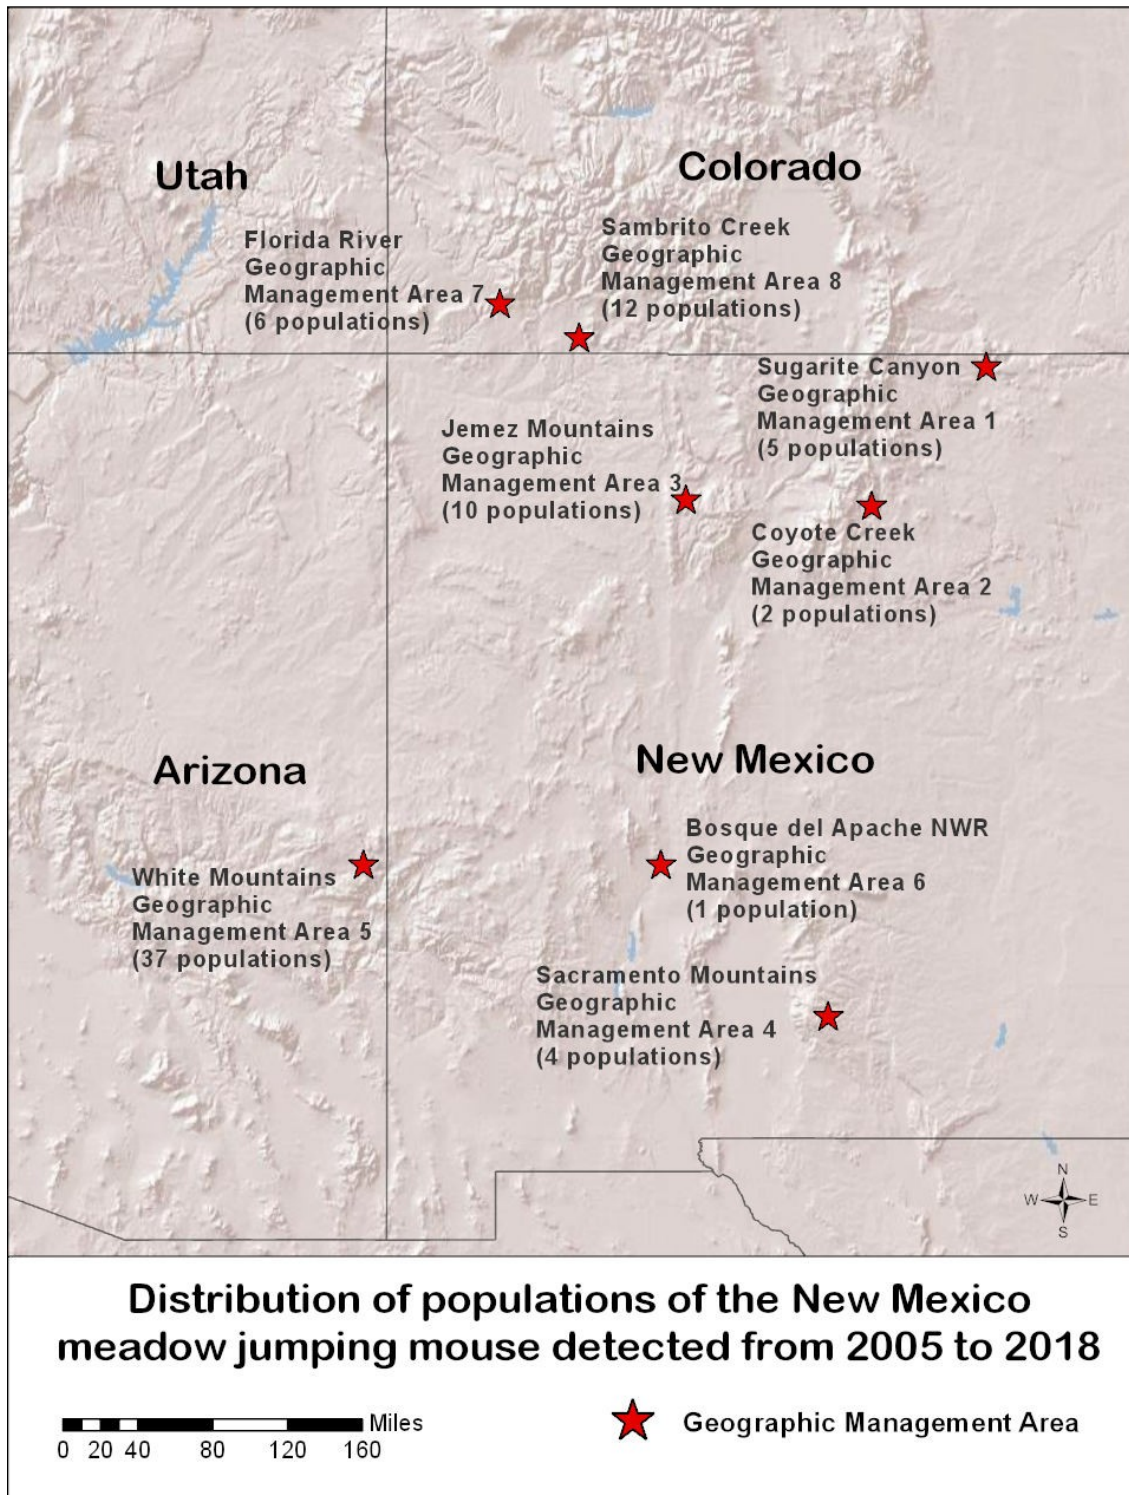 Utah
Colorado
Florida River
Geographic
Management Area 7
(6 populations)
Sambrito Creek
Geographic
Management Area 8
(12 populations)
Sugarite Canyon
Geographic
Management Area 1
(5 populations)
Jemez Mountains
Geographic
Management Area 3
(10 populations)
Coyote Creek
Geographic
Management Area 2
(2 populations)
Arizona
New Mexico
White Mountains
Geographic
Management Area 5
(37 populations)
Bosque del Apache NWR
Geographic
Management Area 6
(1 population)
Sacramento Mountains
Geographic
Management Area 4
(4 populations)
N
W E
S
Distribution of populations of the New Mexico
meadow jumping mouse detected from 2005 to 2018
Miles
0 20 40 80 120 160
Geographic Management Area